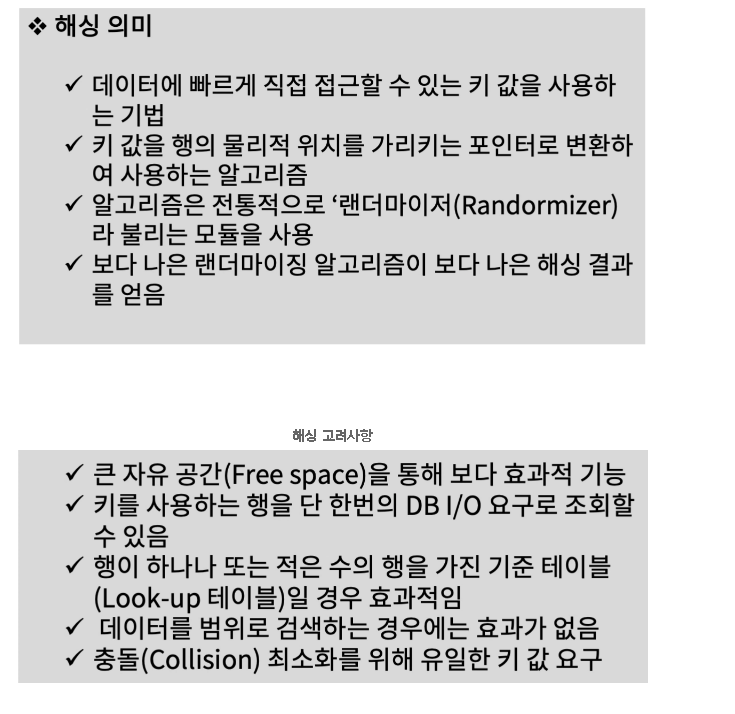 ❖ 해싱 의미
✓ 데이터에 빠르게 직접 접근할 수 있는 키 값을 사용하
는 기법
✓ 키 값을 행의 물리적 위치를 가리키는 포인터로 변환하
여 사용하는 알고리즘
✓ 알고리즘은 전통적으로 ‘랜더마이저(Randormizer)
라 불리는 모듈을 사용
✓ 보다 나은 랜더마이징 알고리즘이 보다 나은 해싱 결과
를 얻음
해싱 고려사항
✓ 큰 자유 공간(Free space)을 통해 보다 효과적 기능
✓ 키를 사용하는 행을 단 한번의 DB I/O 요구로 조회할
수 있음
✓ 행이 하나나 또는 적은 수의 행을 가진 기준 테이블
(Look-up 테이블)일 경우 효과적임
✓ 데이터를 범위로 검색하는 경우에는 효과가 없음
✓ 충돌(Collision) 최소화를 위해 유일한 키 값 요구